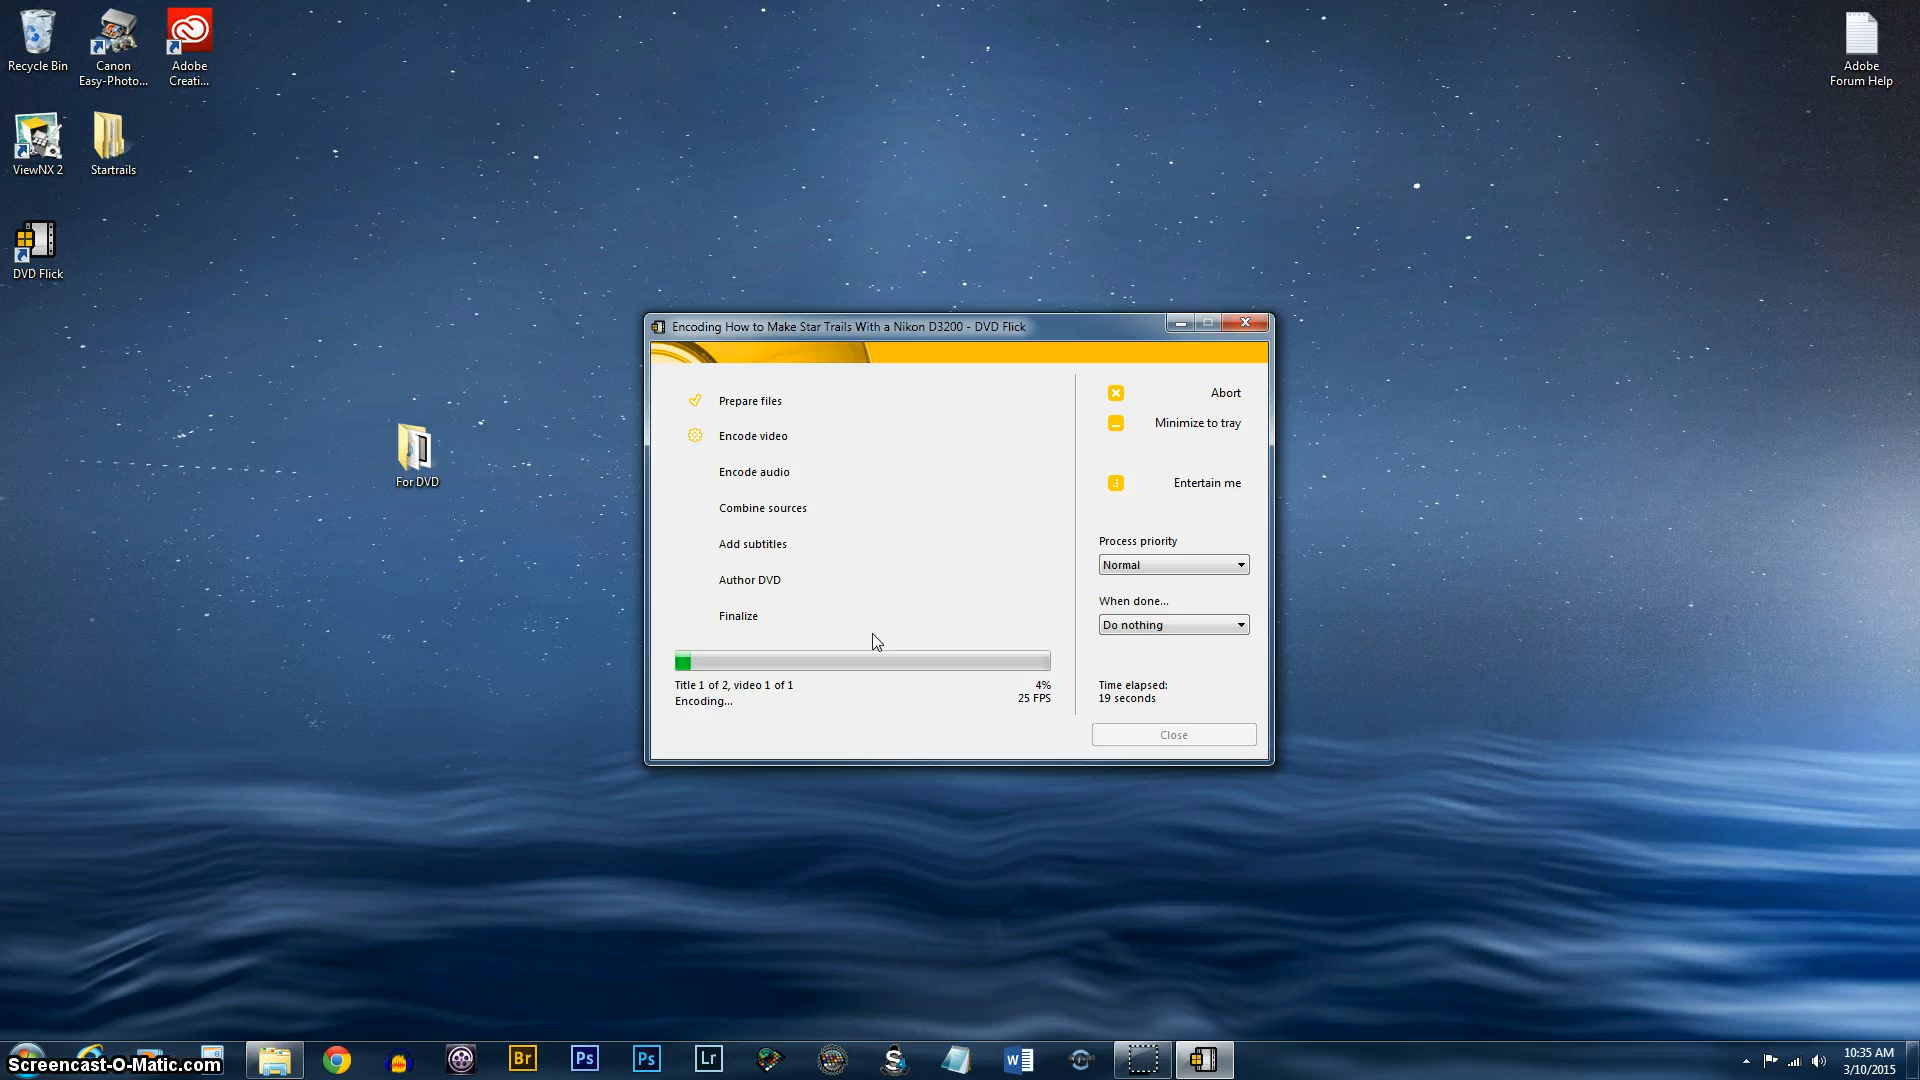 Recycle Bin
Canon
Easy-Photo...
Adobe
Creati...
Adobe
Forum Help
ViewNX 2
Startrails
DVD Flick
For DVD
Encoding How to Make Star Trails With a Nikon D3200 - DVD Flick
Prepare files
Encode video
Encode audio
Combine sources
Add subtitles
Author DVD
Finalize
Title 1 of 2, video 1 of 1
4%
Encoding...
25 FPS
Abort
Minimize to tray
Entertain me
Process priority
Normal
When done...
Do nothing
Time elapsed:
19 seconds
Close
Screencast-O-Matic.com
Br
Ps
Ps
Lr
W
S
10:35 AM
3/10/2015